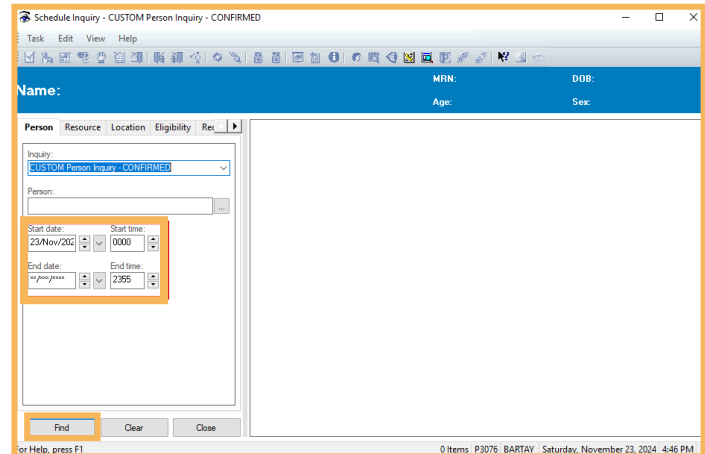 Schedule Inquiry - CUSTOM Person Inquiry - CONFIRMED
Task Edit View Help
MRN: DOB:
Name:
Age: Sex:
Person Resource Location Eligibility Rec
Inquiry:
CUSTOM Person Inquiry - CONFIRMED
Person:
...
Start date: Start time:
23/Nov/202 0000
End date: End time:
**/***/**** 2355
Find Clear Close
For Help, press F1 0 Items P3076 BARTAY Saturday, November 23, 2024 4:46 PM